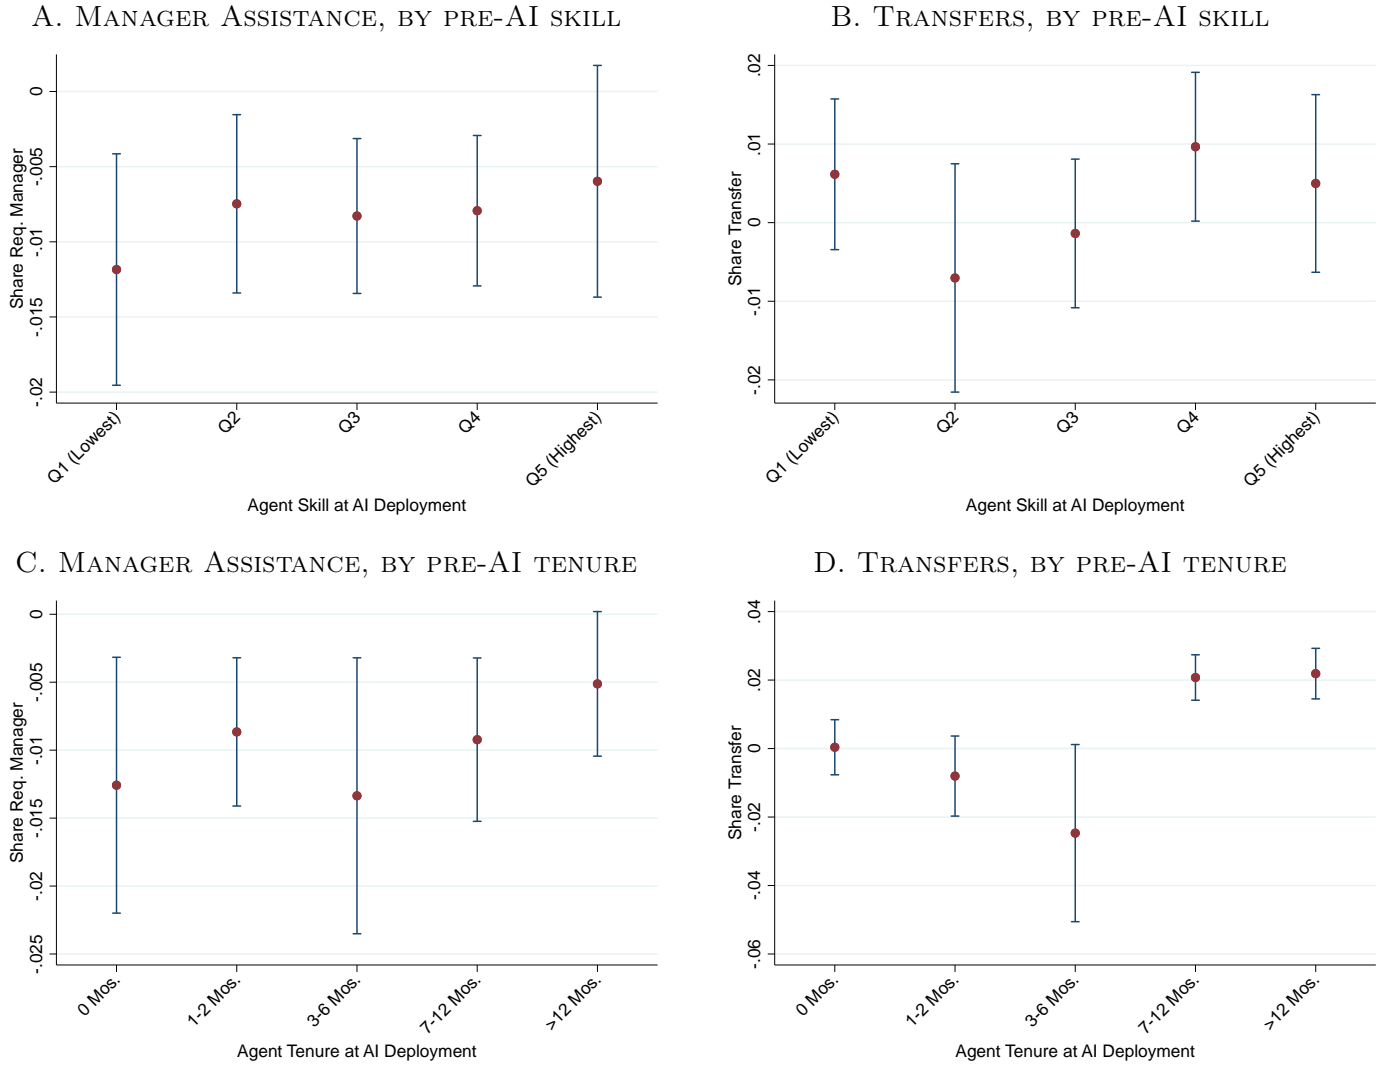 A. Manager Assistance, by pre-AI skill
0
-.005
-.01
-.015
-.02
Share Req. Manager
Q1 (Lowest)
Q2
Q3
Q4
Q5 (Highest)
Agent Skill at AI Deployment
B. Transfers, by pre-AI skill
.02
.01
0
-.01
-.02
Share Transfer
Q1 (Lowest)
Q2
Q3
Q4
Q5 (Highest)
Agent Skill at AI Deployment
C. Manager Assistance, by pre-AI tenure
0
-.005
-.01
-.015
-.02
-.025
Share Req. Manager
0 Mos.
1-2 Mos.
3-6 Mos.
7-12 Mos.
>12 Mos.
Agent Tenure at AI Deployment
D. Transfers, by pre-AI tenure
.04
.02
0
-.02
-.04
-.06
Share Transfer
0 Mos.
1-2 Mos.
3-6 Mos.
7-12 Mos.
>12 Mos.
Agent Tenure at AI Deployment